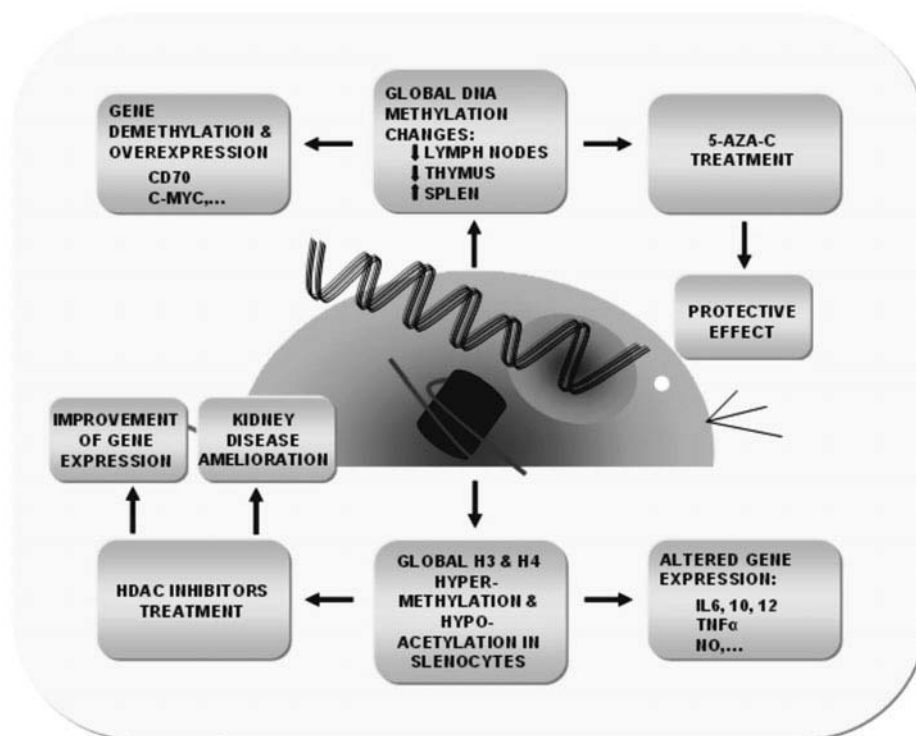 GENE
DEMETHYLATION &
OVEREXPRESSION
CD70
C-MYC,...
GLOBAL DNA
METHYLATION
CHANGES:
⬇ LYMPH NODES
⬇ THYMUS
⬆ SPLEN
5-AZA-C
TREATMENT
PROTECTIVE
EFFECT
IMPROVEMENT
OF GENE
EXPRESSION
KIDNEY
DISEASE
AMELIORATION
HDAC INHIBITORS
TREATMENT
GLOBAL H3 & H4
HYPER-
METHYLATION &
HYPO-
ACETYLATION IN
SLENOCYTES
ALTERED GENE
EXPRESSION:
IL6, 10, 12
TNFα
NO,...